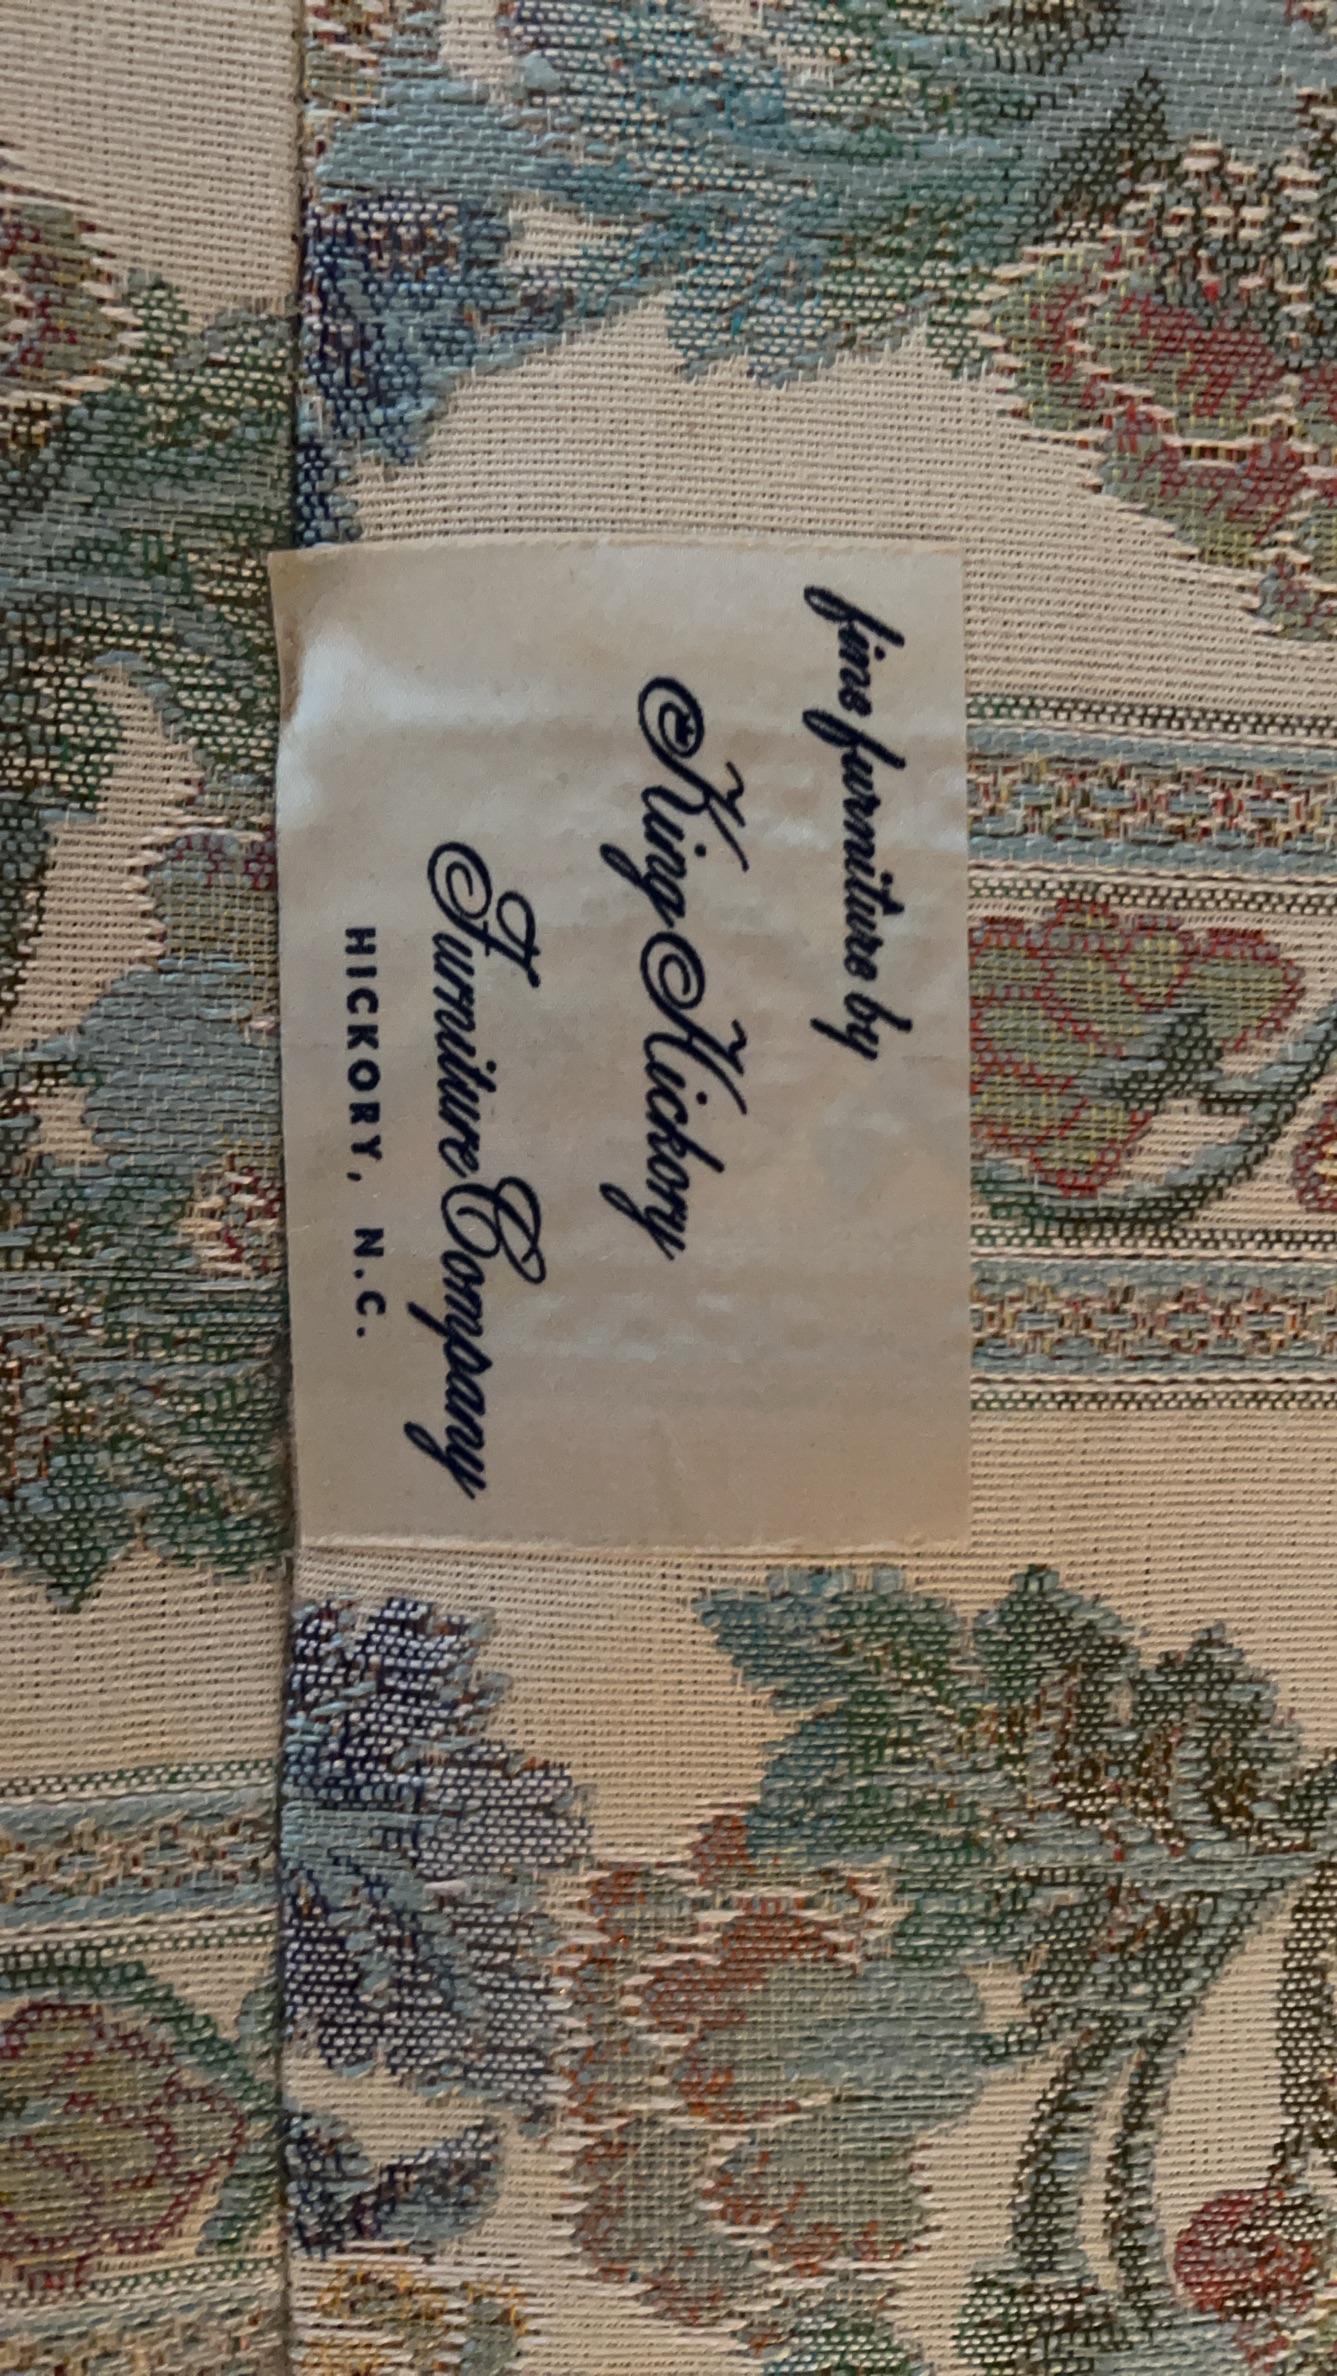 fine furniture by
King Hickory
Furniture Company
HICKORY, N.C.